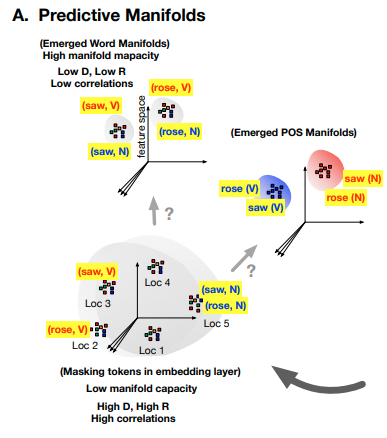 A. Predictive Manifolds
(Emerged Word Manifolds)
High manifold mapacity
Low D, Low R
Low correlations
(rose, V)
(saw, V)
feature space
(rose, N)
(saw, N)
(Emerged POS Manifolds)
saw (N)
rose (V)
rose (N)
saw (V)
?
?
(saw, V)
Loc 4
(saw, N)
Loc 3
(rose, N)
Loc 5
(rose, V)
Loc 2
Loc 1
(Masking tokens in embedding layer)
Low manifold capacity
High D, High R
High correlations